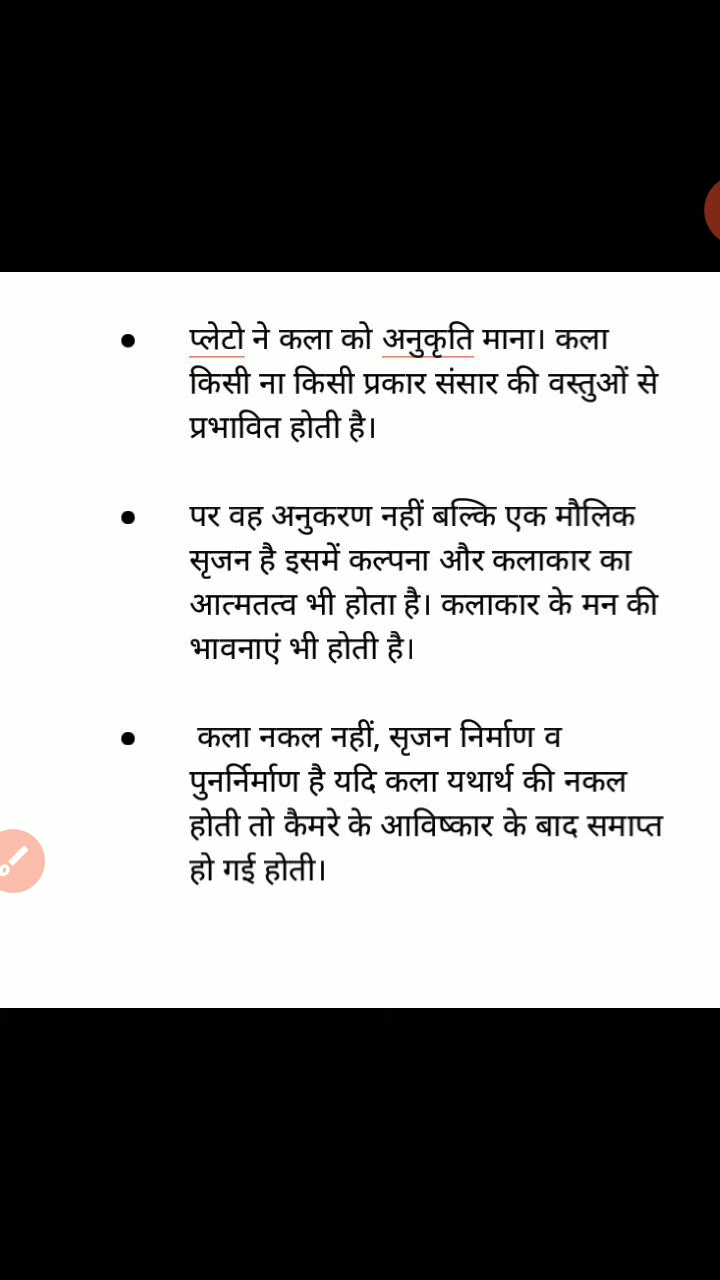 • प्लेटो ने कला को अनुकृति माना। कला
किसी ना किसी प्रकार संसार की वस्तुओं से
प्रभावित होती है।
• पर वह अनुकरण नहीं बल्कि एक मौलिक
सृजन है इसमें कल्पना और कलाकार का
आत्मतत्व भी होता है। कलाकार के मन की
भावनाएं भी होती है।
• कला नकल नहीं, सृजन निर्माण व
पुनर्निर्माण है यदि कला यथार्थ की नकल
होती तो कैमरे के आविष्कार के बाद समाप्त
हो गई होती।